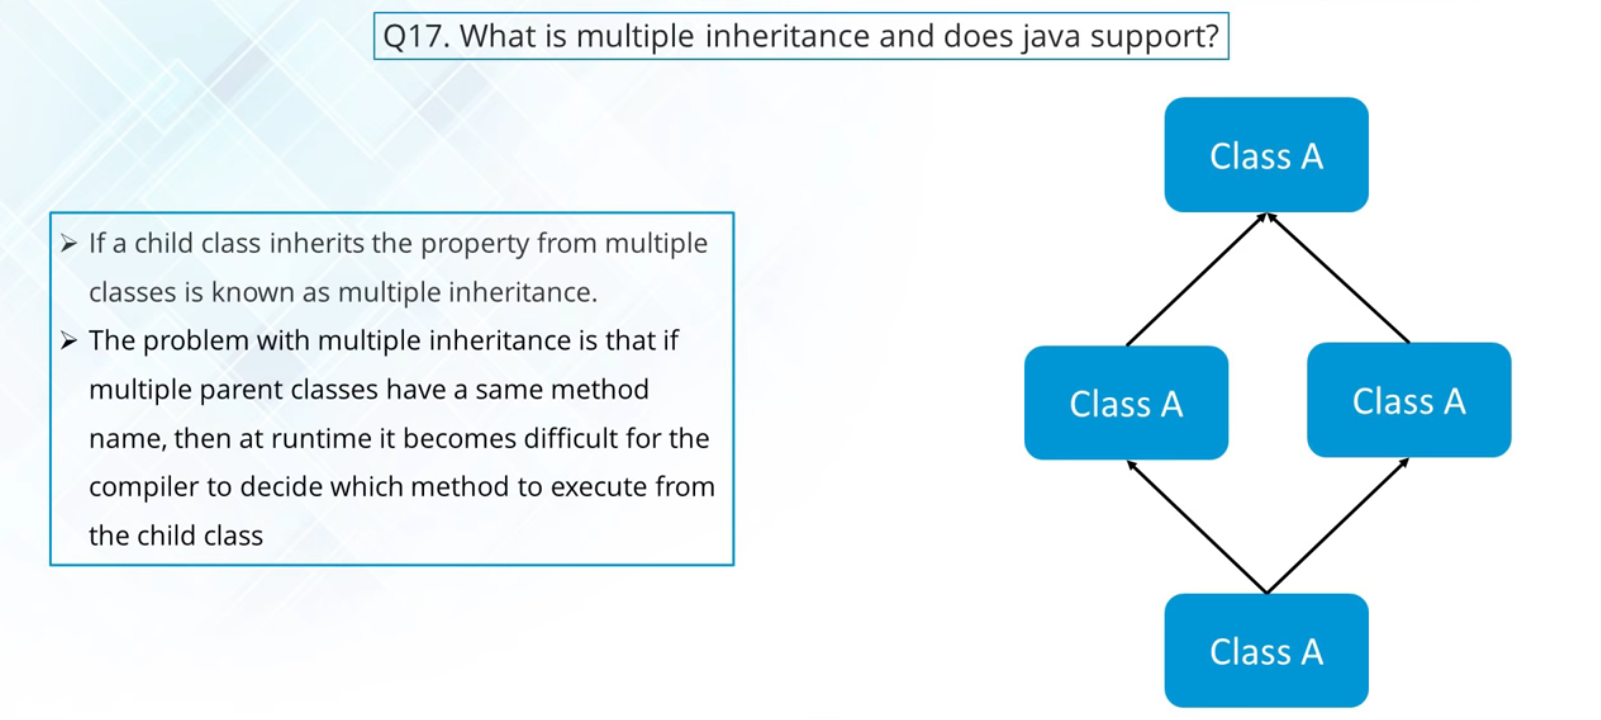 Q17. What is multiple inheritance and does java support?
➢ If a child class inherits the property from multiple
classes is known as multiple inheritance.
➢ The problem with multiple inheritance is that if
multiple parent classes have a same method
name, then at runtime it becomes difficult for the
compiler to decide which method to execute from
the child class
Class A
Class A
Class A
Class A